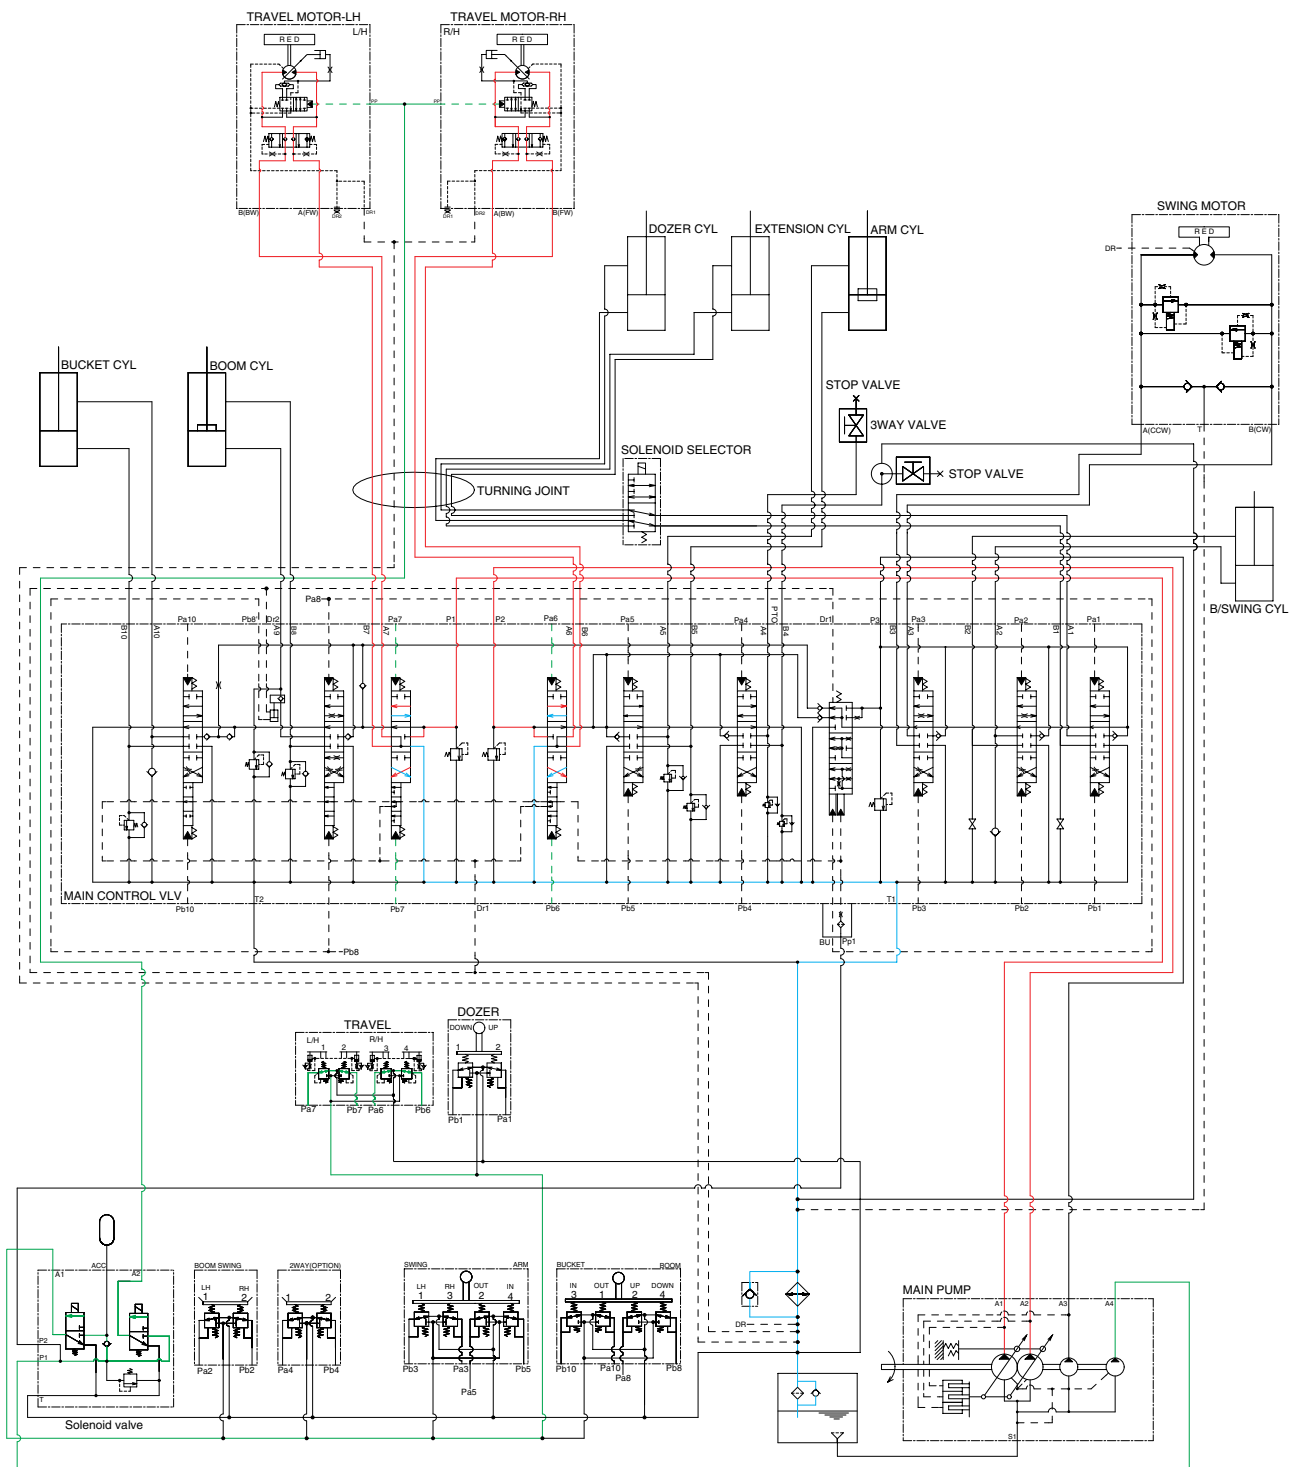 TRAVEL MOTOR-LH
TRAVEL MOTOR-RH
L/H
R/H
RED
RED
PP
PP
B(BW)
A(FW)
DR2
DR1
DR1
DR2
A(BW)
B(FW)
SWING MOTOR
RED
DR
A(CCW)
T
B(CW)
DOZER CYL
EXTENSION CYL
ARM CYL
BUCKET CYL
BOOM CYL
STOP VALVE
3WAY VALVE
STOP VALVE
SOLENOID SELECTOR
TURNING JOINT
B/SWING CYL
Pa8
B10
A10
Pa10
Pb8'
Dr2
A9
B8
B7
Pa7
A7
P1
P2
Pa6
A6
B6
Pa5
A5
B5
Pa4
A4
PTO
B4
Dr1
P3
B3
A3
Pa3
B2
A2
Pa2
B1
A1
Pa1
MAIN CONTROL VLV
Pb10
T2
Pb7
Dr1
Pb6
Pb5
Pb4
T1
Pb3
Pb2
Pb1
BU
Pp1
Pb8
TRAVEL
L/H
R/H
1
2
3
4
Pa7
Pb7
Pa6
Pb6
DOZER
DOWN
UP
1
2
Pb1
Pa1
A1
ACC
A2
P2
P1
T
Solenoid valve
BOOM SWING
LH
RH
1
2
Pa2
Pb2
2WAY(OPTION)
1
2
Pa4
Pb4
SWING
ARM
LH
RH
OUT
IN
1
3
2
4
Pb3
Pa3
Pb5
Pa5
BUCKET
BOOM
IN
OUT
UP
DOWN
3
1
2
4
Pb10
Pa10
Pb8
Pa8
DR
MAIN PUMP
A1
A2
A3
A4
S1